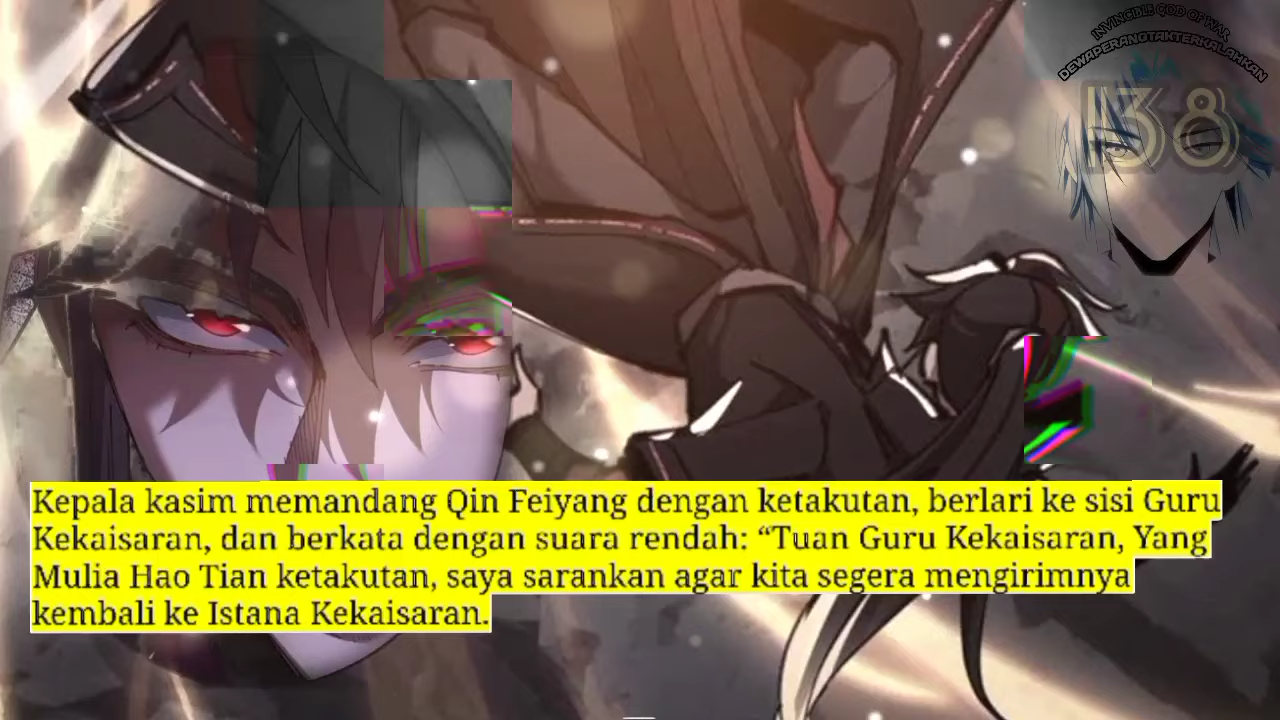 INVINCIBLE GOD OF WAR
DEWAPERANGTAKTERKALAHKAN
138
Kepala kasim memandang Qin Feiyang dengan ketakutan, berlari ke sisi Guru
Kekaisaran, dan berkata dengan suara rendah: “Tuan Guru Kekaisaran, Yang
Mulia Hao Tian ketakutan, saya sarankan agar kita segera mengirimnya
kembali ke Istana Kekaisaran.